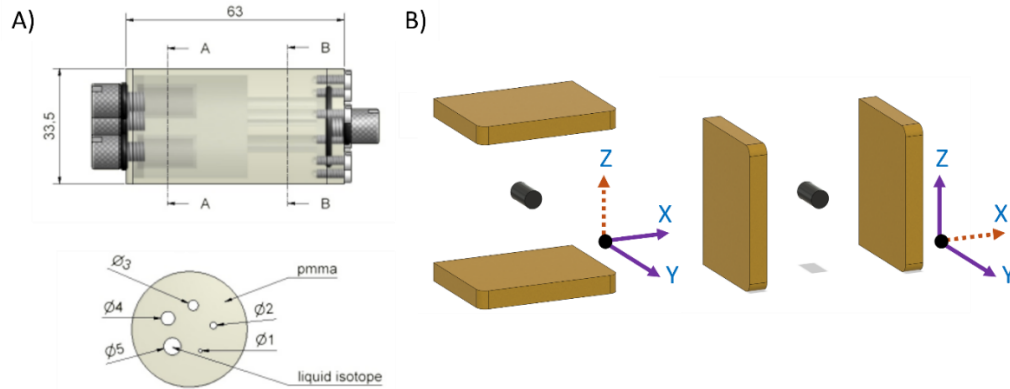 A)
63
A
B
33.5
A
B
Ø3
pmma
Ø4
Ø2
Ø5
Ø1
liquid isotope
B)
Z
X
Y
Z
X
Y